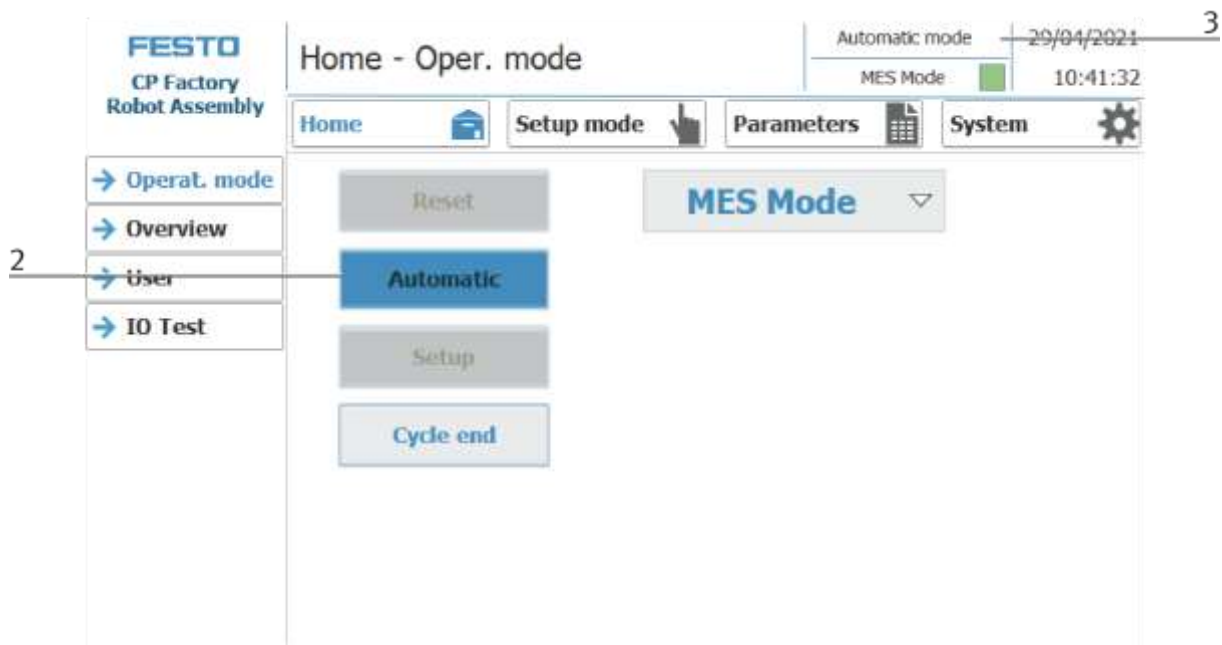 FESTO
CP Factory
Robot Assembly
Home - Oper. mode
Automatic mode
29/04/2021
MES Mode
10:41:32
3
Home
Setup mode
Parameters
System
Operat. mode
Overview
User
IO Test
2
Reset
Automatic
Setup
Cycle end
MES Mode